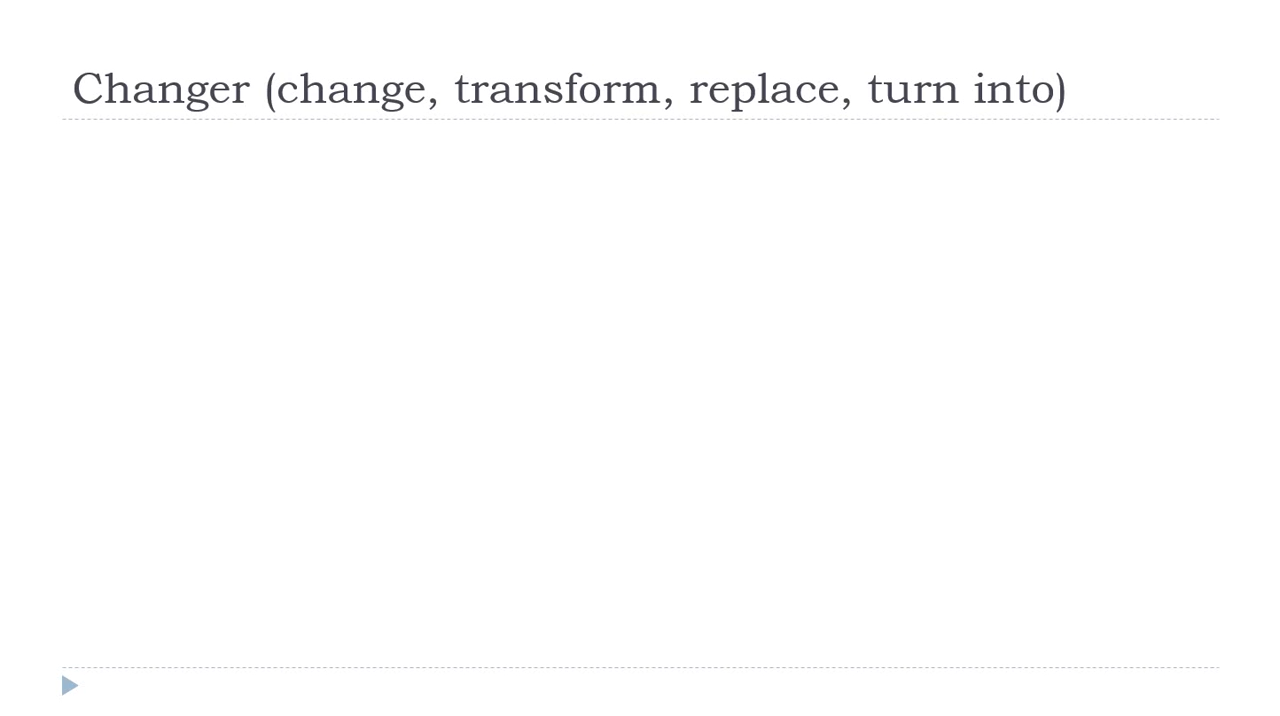 Changer (change, transform, replace, turn into)